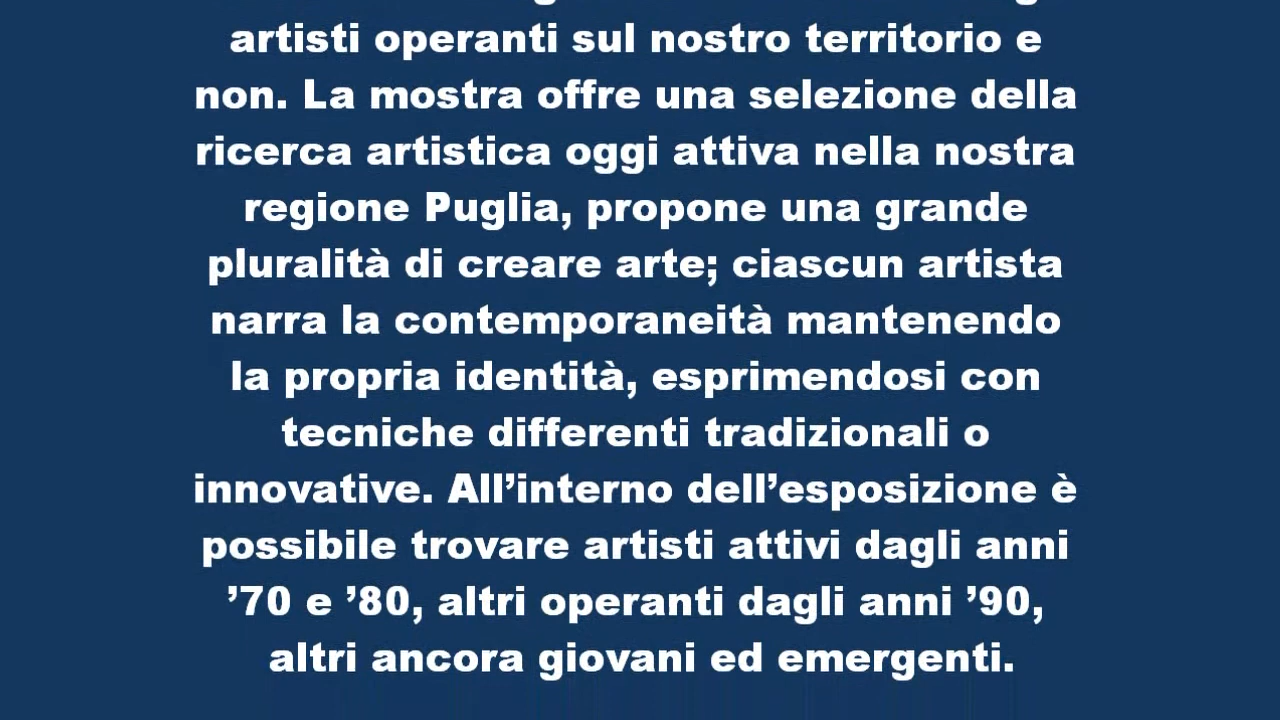 artisti operanti sul nostro territorio e
non. La mostra offre una selezione della
ricerca artistica oggi attiva nella nostra
regione Puglia, propone una grande
pluralità di creare arte; ciascun artista
narra la contemporaneità mantenendo
la propria identità, esprimendosi con
tecniche differenti tradizionali o
innovative. All’interno dell’esposizione è
possibile trovare artisti attivi dagli anni
’70 e ’80, altri operanti dagli anni ’90,
altri ancora giovani ed emergenti.